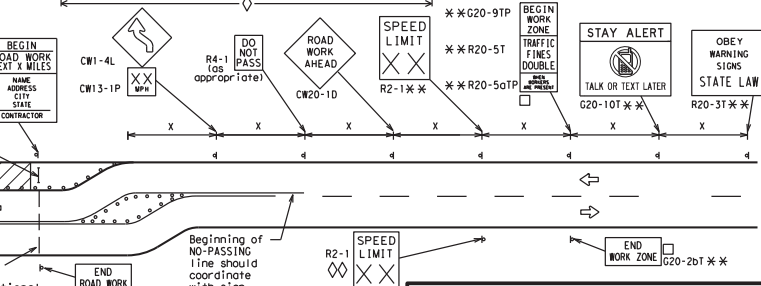 BEGIN
ROAD WORK
NEXT X MILES
NAME
ADDRESS
CITY
STATE
CONTRACTOR
CW1-4L
CW13-1P
XX
MPH
R4-1
(as
appropriate)
DO
NOT
PASS
ROAD
WORK
AHEAD
CW20-1D
SPEED
LIMIT
XX
R2-1**
**G20-9TP
**R20-5T
**R20-5aTP
BEGIN
WORK
ZONE
TRAFFIC
FINES
DOUBLE
WHEN
WORKERS
ARE PRESENT
STAY ALERT
TALK OR TEXT LATER
G20-10T**
OBEY
WARNING
SIGNS
STATE LAW
R20-3T**
X X X X X X X
Beginning of
NO-PASSING
line should
coordinate
with sign
R2-1
SPEED
LIMIT
XX
END
WORK ZONE
G20-2bT**
END
ROAD WORK